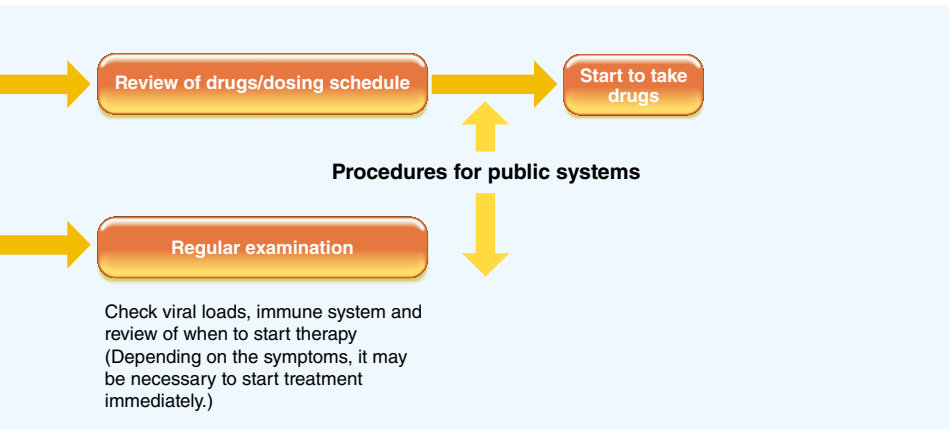 Review of drugs/dosing schedule
Start to take
drugs
Procedures for public systems
Regular examination
Check viral loads, immune system and
review of when to start therapy
(Depending on the symptoms, it may
be necessary to start treatment
immediately.)